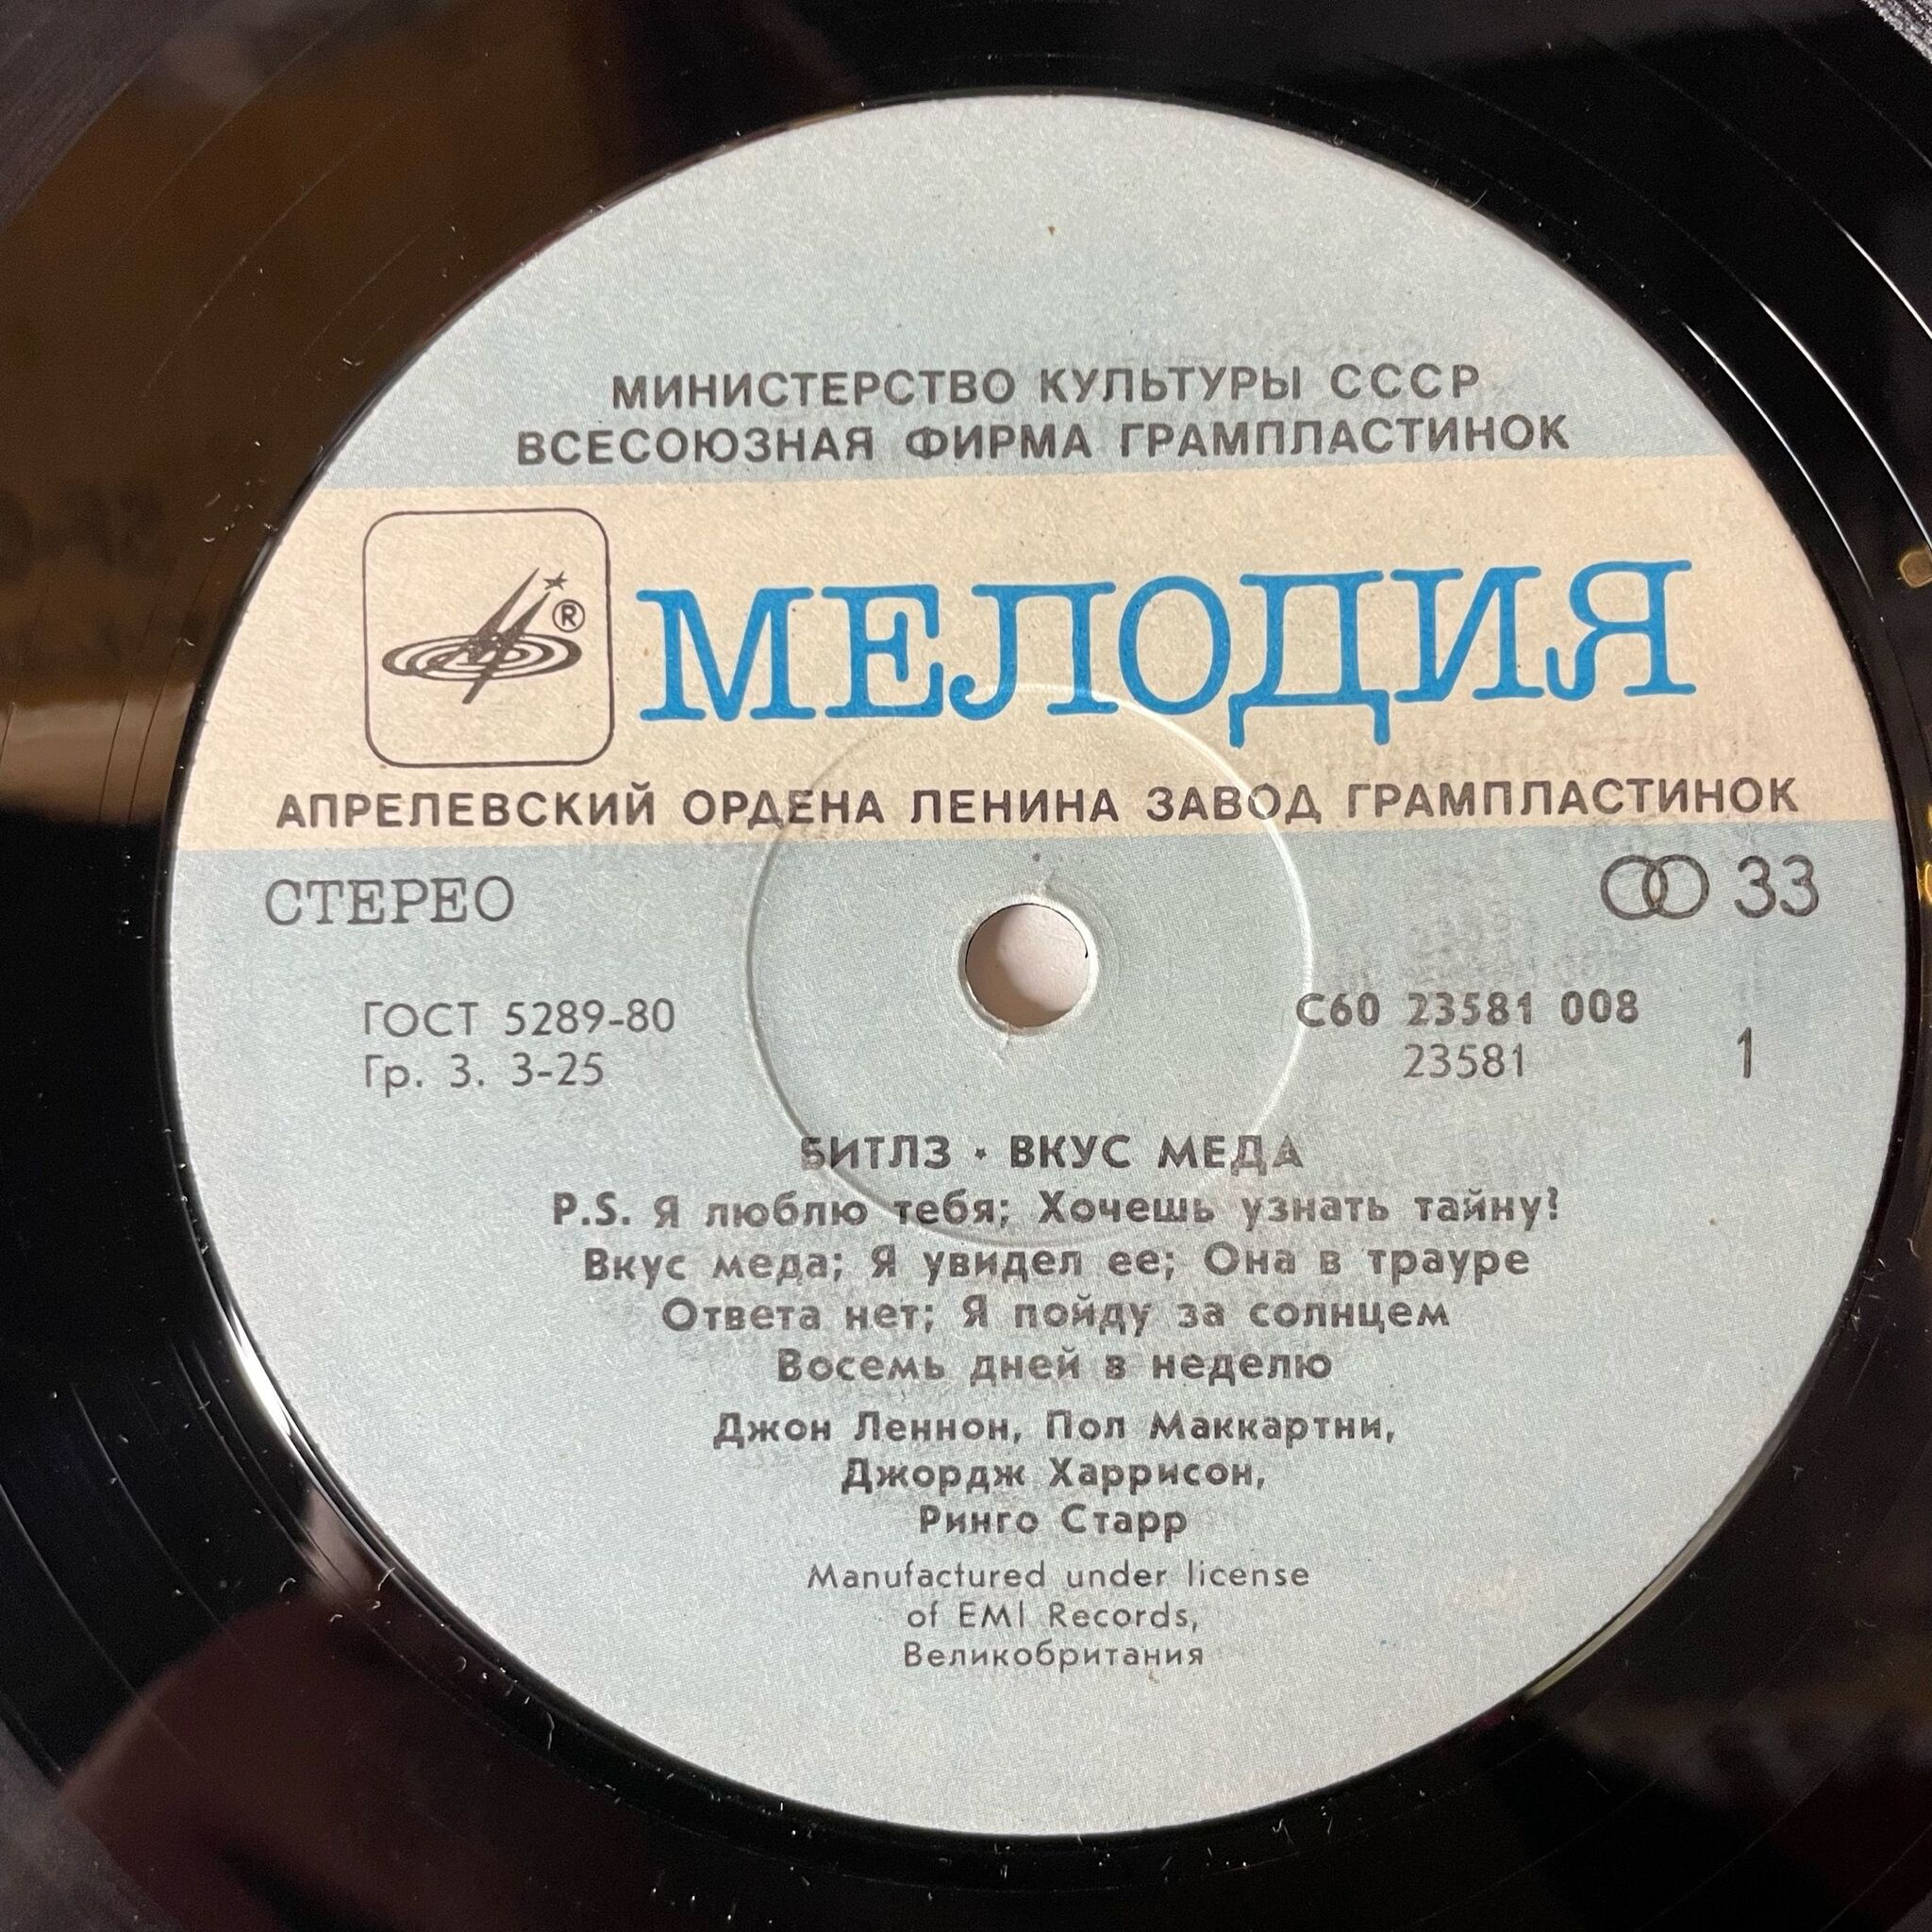 МИНИСТЕРСТВО КУЛЬТУРЫ СССР
ВСЕСОЮЗНАЯ ФИРМА ГРАМПЛАСТИНОК
® МЕЛОДИЯ
АПРЕЛЕВСКИЙ ОРДЕНА ЛЕНИНА ЗАВОД ГРАМПЛАСТИНОК
СТЕРЕО 33
ГОСТ 5289-80 С60 23581 008
Гр. 3. 3-25 23581 1
БИТЛЗ · ВКУС МЕДА
P.S. Я люблю тебя; Хочешь узнать тайну?
Вкус меда; Я увидел ее; Она в трауре
Ответа нет; Я пойду за солнцем
Восемь дней в неделю
Джон Леннон, Пол Маккартни,
Джордж Харрисон,
Ринго Старр
Manufactured under license
of EMI Records,
Великобритания